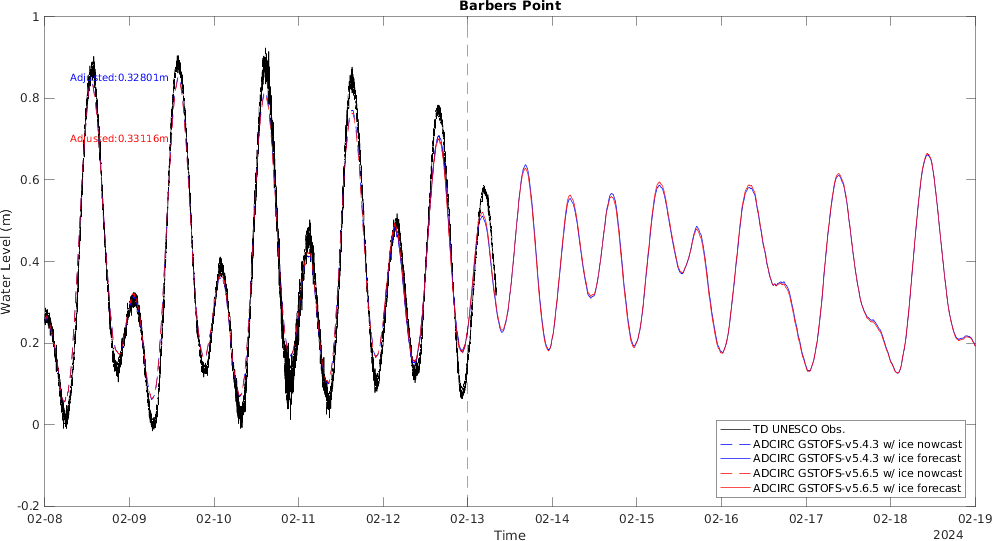 Barbers Point
1
0.8
0.6
0.4
0.2
0
-0.2
Water Level (m)
Adjusted:0.32801m
Adjusted:0.33116m
TD UNESCO Obs.
ADCIRC GSTOFS-v5.4.3 w/ ice nowcast
ADCIRC GSTOFS-v5.4.3 w/ ice forecast
ADCIRC GSTOFS-v5.6.5 w/ ice nowcast
ADCIRC GSTOFS-v5.6.5 w/ ice forecast
02-08 02-09 02-10 02-11 02-12 02-13 02-14 02-15 02-16 02-17 02-18 02-19
Time
2024